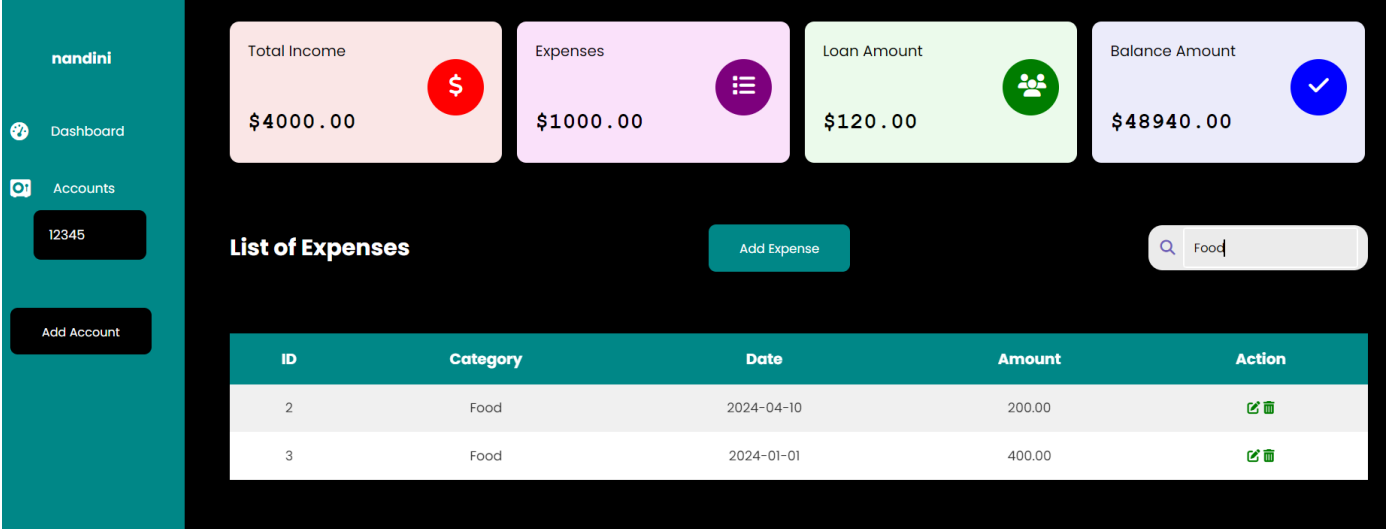 nandini
Dashboard
Accounts
12345
Add Account
Total Income
$4000.00
Expenses
$1000.00
Loan Amount
$120.00
Balance Amount
$48940.00
List of Expenses
Add Expense
Food
ID Category Date Amount Action
2 Food 2024-04-10 200.00
3 Food 2024-01-01 400.00